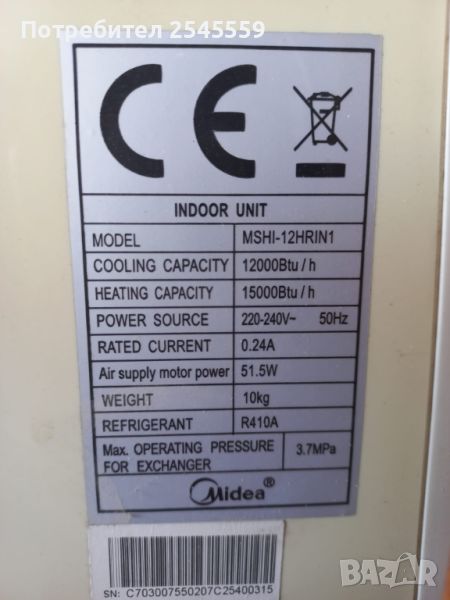 Потребител 2545559
CE
INDOOR UNIT
MODEL MSHI-12HRIN1
COOLING CAPACITY 12000Btu / h
HEATING CAPACITY 15000Btu / h
POWER SOURCE 220-240V~ 50Hz
RATED CURRENT 0.24A
Air supply motor power 51.5W
WEIGHT 10kg
REFRIGERANT R410A
Max. OPERATING PRESSURE
FOR EXCHANGER 3.7MPa
Midea®
SN: C703007550207C25400315
BAZAR